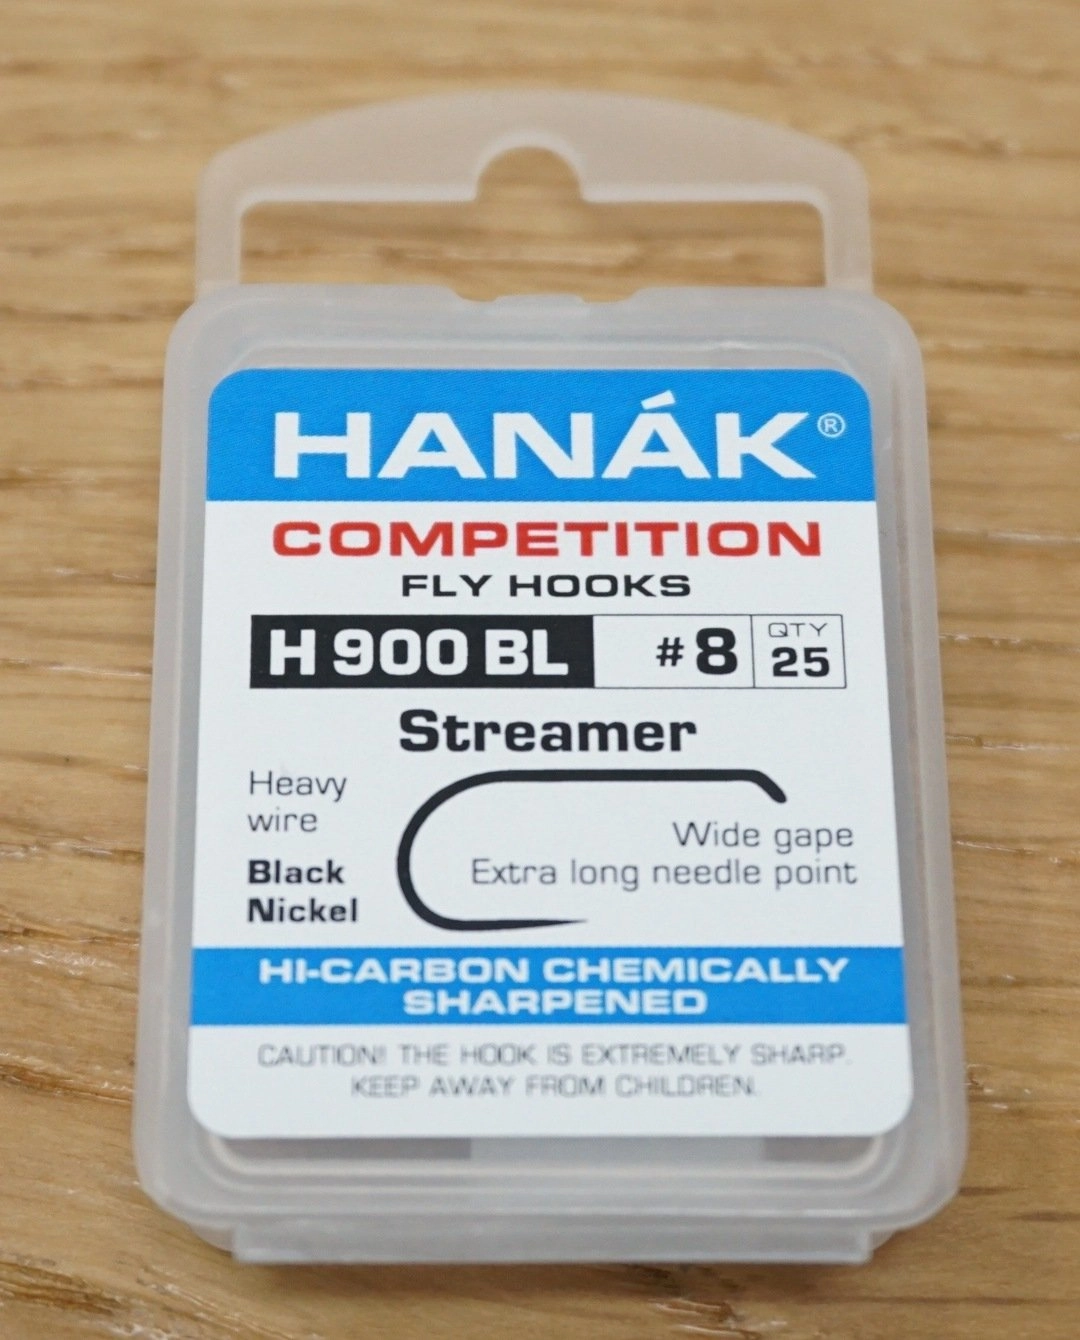 HANÁK®
COMPETITION
FLY HOOKS
H 900 BL #8 QTY 25
Streamer
Heavy
wire
Black
Nickel
Wide gape
Extra long needle point
HI-CARBON CHEMICALLY
SHARPENED
CAUTION! THE HOOK IS EXTREMELY SHARP.
KEEP AWAY FROM CHILDREN.